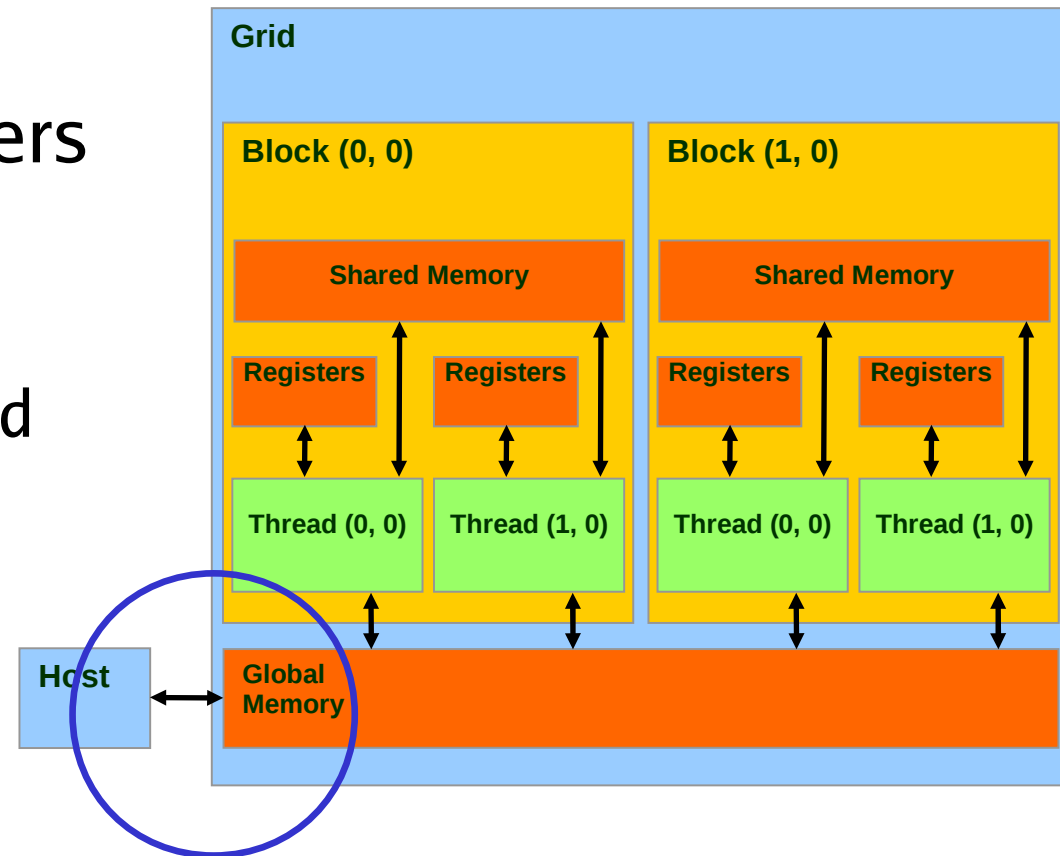 Grid
ers
Block (0, 0)
Block (1, 0)
Shared Memory
Shared Memory
Registers
Registers
Registers
Registers
d
Thread (0, 0)
Thread (1, 0)
Thread (0, 0)
Thread (1, 0)
Host
Global
Memory